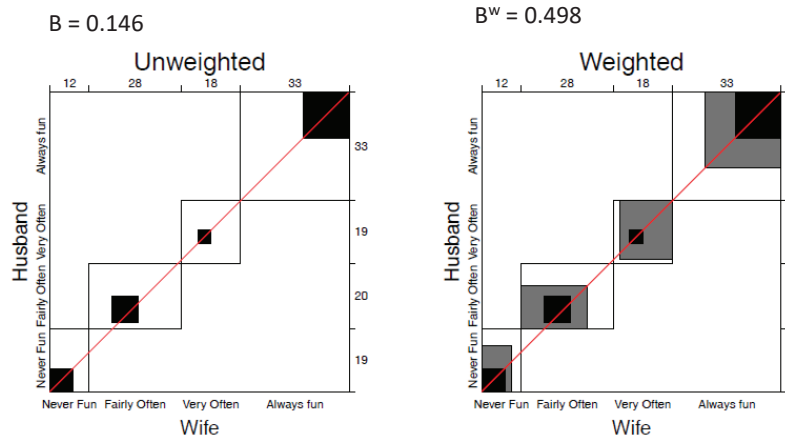 B = 0.146
Bʷ = 0.498
Unweighted
12 28 18 33
Husband
Never Fun Fairly Often Very Often Always fun
33
19
20
19
Never Fun Fairly Often Very Often Always fun
Wife
Weighted
12 28 18 33
Husband
Never Fun Fairly Often Very Often Always fun
Never Fun Fairly Often Very Often Always fun
Wife